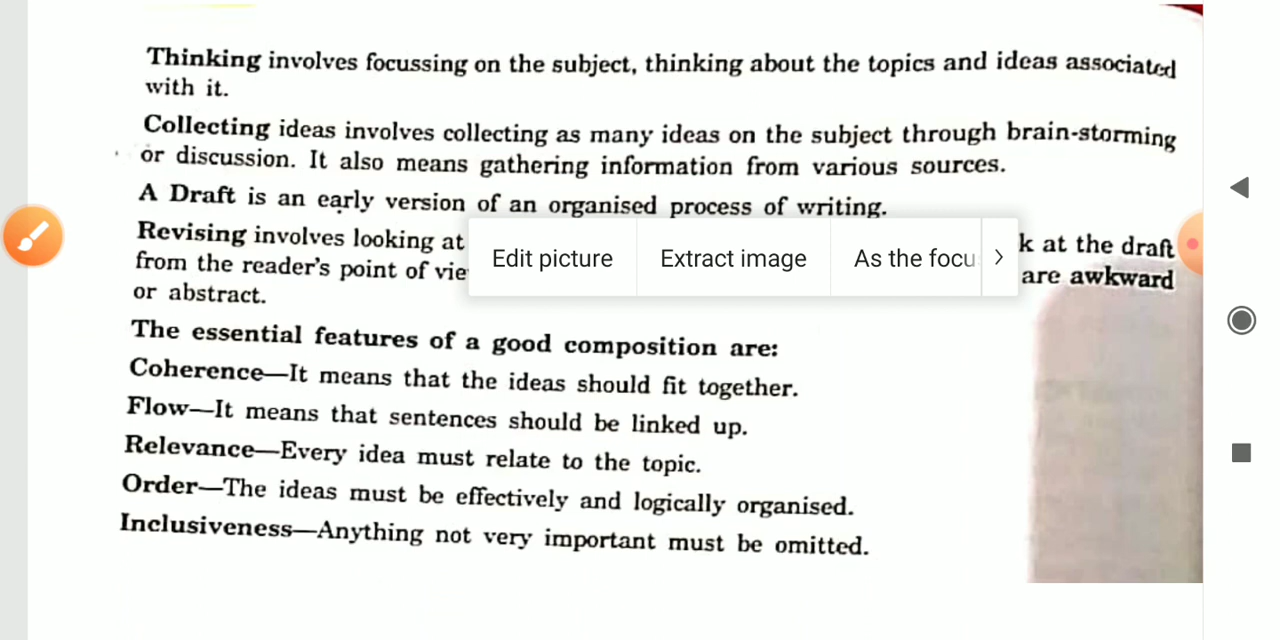 Thinking involves focussing on the subject, thinking about the topics and ideas associated
with it.
Collecting ideas involves collecting as many ideas on the subject through brain-storming
or discussion. It also means gathering information from various sources.
A Draft is an early version of an organised process of writing.
Revising involves looking at k at the draft
Edit picture Extract image As the focu
from the reader's point of vie are awkward
or abstract.
The essential features of a good composition are:
Coherence—It means that the ideas should fit together.
Flow—It means that sentences should be linked up.
Relevance—Every idea must relate to the topic.
Order—The ideas must be effectively and logically organised.
Inclusiveness—Anything not very important must be omitted.